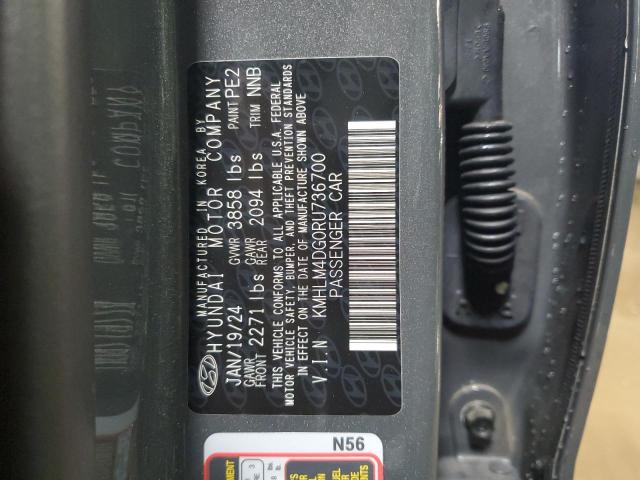 MANUFACTURED IN KOREA BY
HYUNDAI MOTOR COMPANY
JAN/19/24 GVWR 3858 lbs PAINT PE2
GAWR FRONT 2271 lbs GAWR REAR 2094 lbs TRIM NNB
THIS VEHICLE CONFORMS TO ALL APPLICABLE U.S.A. FEDERAL
MOTOR VEHICLE SAFETY, BUMPER, AND THEFT PREVENTION STANDARDS
IN EFFECT ON THE DATE OF MANUFACTURE SHOWN ABOVE
V.I.N KMHLM4DG0RU736700
PASSENGER CAR
N56